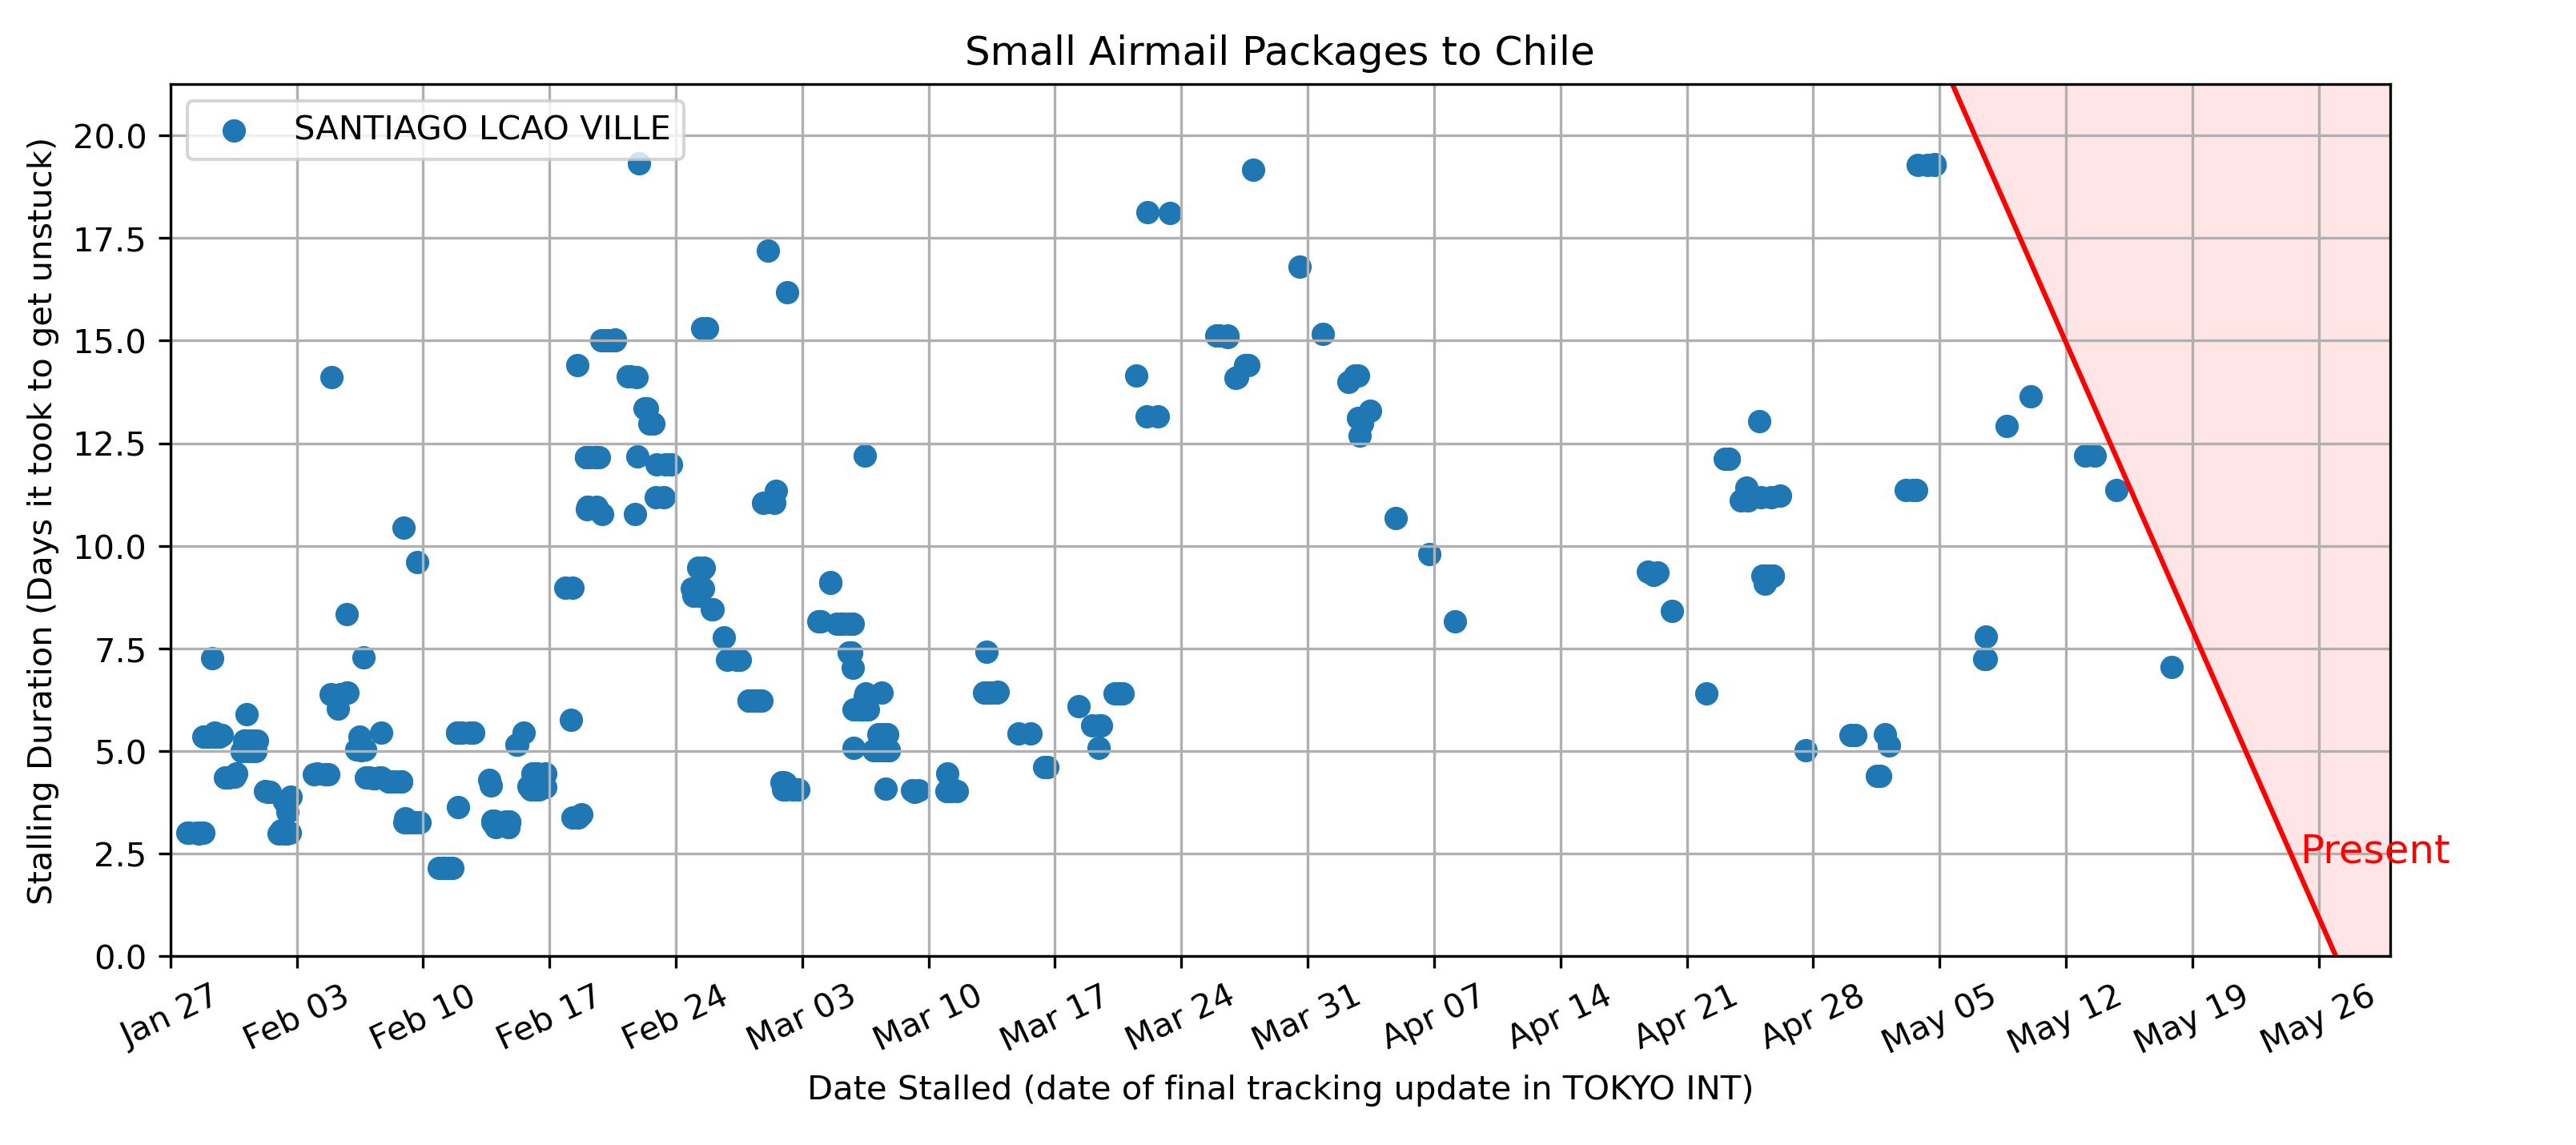 Small Airmail Packages to Chile
SANTIAGO LCAO VILLE
Stalling Duration (Days it took to get unstuck)
20.0
17.5
15.0
12.5
10.0
7.5
5.0
2.5
0.0
Present
Jan 27 Feb 03 Feb 10 Feb 17 Feb 24 Mar 03 Mar 10 Mar 17 Mar 24 Mar 31 Apr 07 Apr 14 Apr 21 Apr 28 May 05 May 12 May 19 May 26
Date Stalled (date of final tracking update in TOKYO INT)